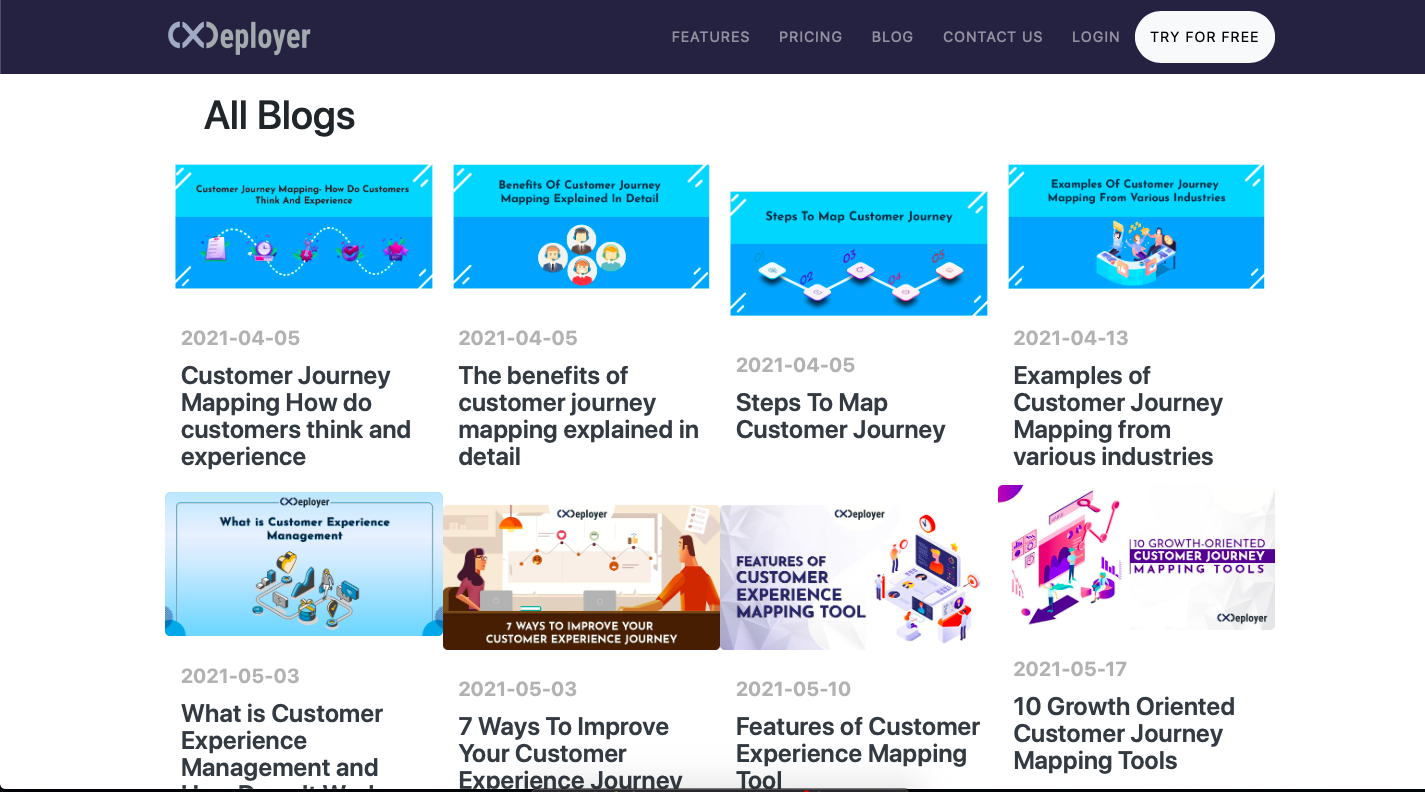 CXDeployer
FEATURES
PRICING
BLOG
CONTACT US
LOGIN
TRY FOR FREE
All Blogs
Customer Journey Mapping- How Do Customers
Think And Experience
2021-04-05
Customer Journey
Mapping How do
customers think and
experience
Benefits Of Customer Journey
Mapping Explained In Detail
2021-04-05
The benefits of
customer journey
mapping explained in
detail
Steps To Map Customer Journey
01
02
03
04
05
2021-04-05
Steps To Map
Customer Journey
Examples Of Customer Journey
Mapping From Various Industries
2021-04-13
Examples of
Customer Journey
Mapping from
various industries
CXDeployer
What is Customer Experience
Management
2021-05-03
What is Customer
Experience
Management and
CXDeployer
7 WAYS TO IMPROVE YOUR
CUSTOMER EXPERIENCE JOURNEY
2021-05-03
7 Ways To Improve
Your Customer
Experience Journey
CXDeployer
FEATURES OF
CUSTOMER
EXPERIENCE
MAPPING TOOL
2021-05-10
Features of Customer
Experience Mapping
Tool
10 GROWTH-ORIENTED
CUSTOMER JOURNEY
MAPPING TOOLS
CXDeployer
2021-05-17
10 Growth Oriented
Customer Journey
Mapping Tools